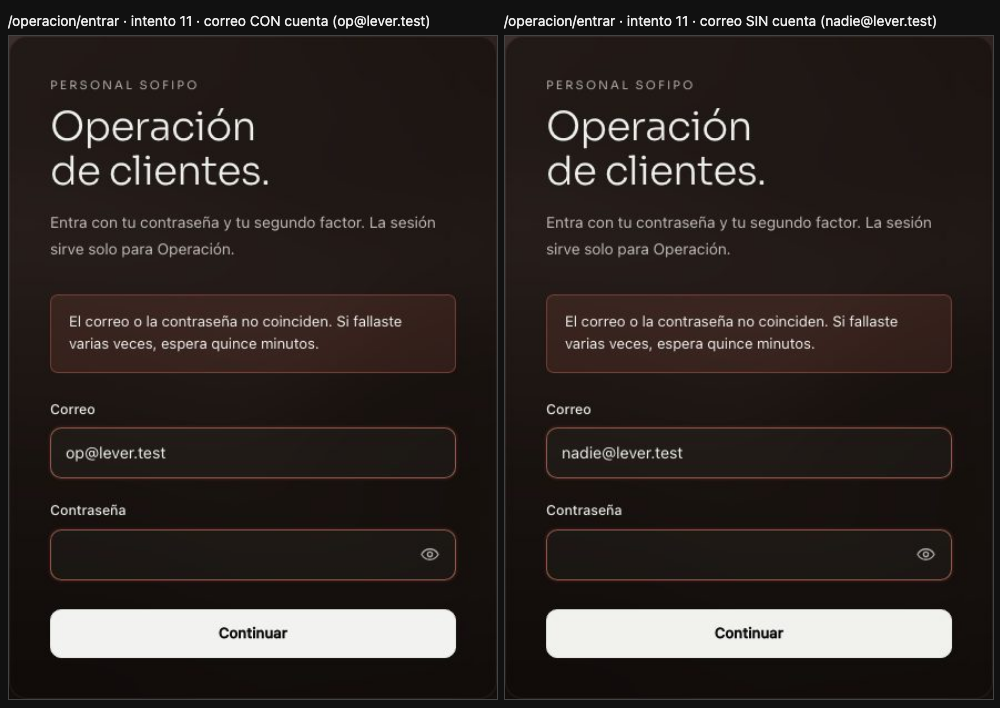 /operacion/entrar · intento 11 · correo CON cuenta (op@lever.test)
PERSONAL SOFIPO
Operación
de clientes.
Entra con tu contraseña y tu segundo factor. La sesión
sirve solo para Operación.
El correo o la contraseña no coinciden. Si fallaste
varias veces, espera quince minutos.
Correo
op@lever.test
Contraseña
Continuar
/operacion/entrar · intento 11 · correo SIN cuenta (nadie@lever.test)
PERSONAL SOFIPO
Operación
de clientes.
Entra con tu contraseña y tu segundo factor. La sesión
sirve solo para Operación.
El correo o la contraseña no coinciden. Si fallaste
varias veces, espera quince minutos.
Correo
nadie@lever.test
Contraseña
Continuar